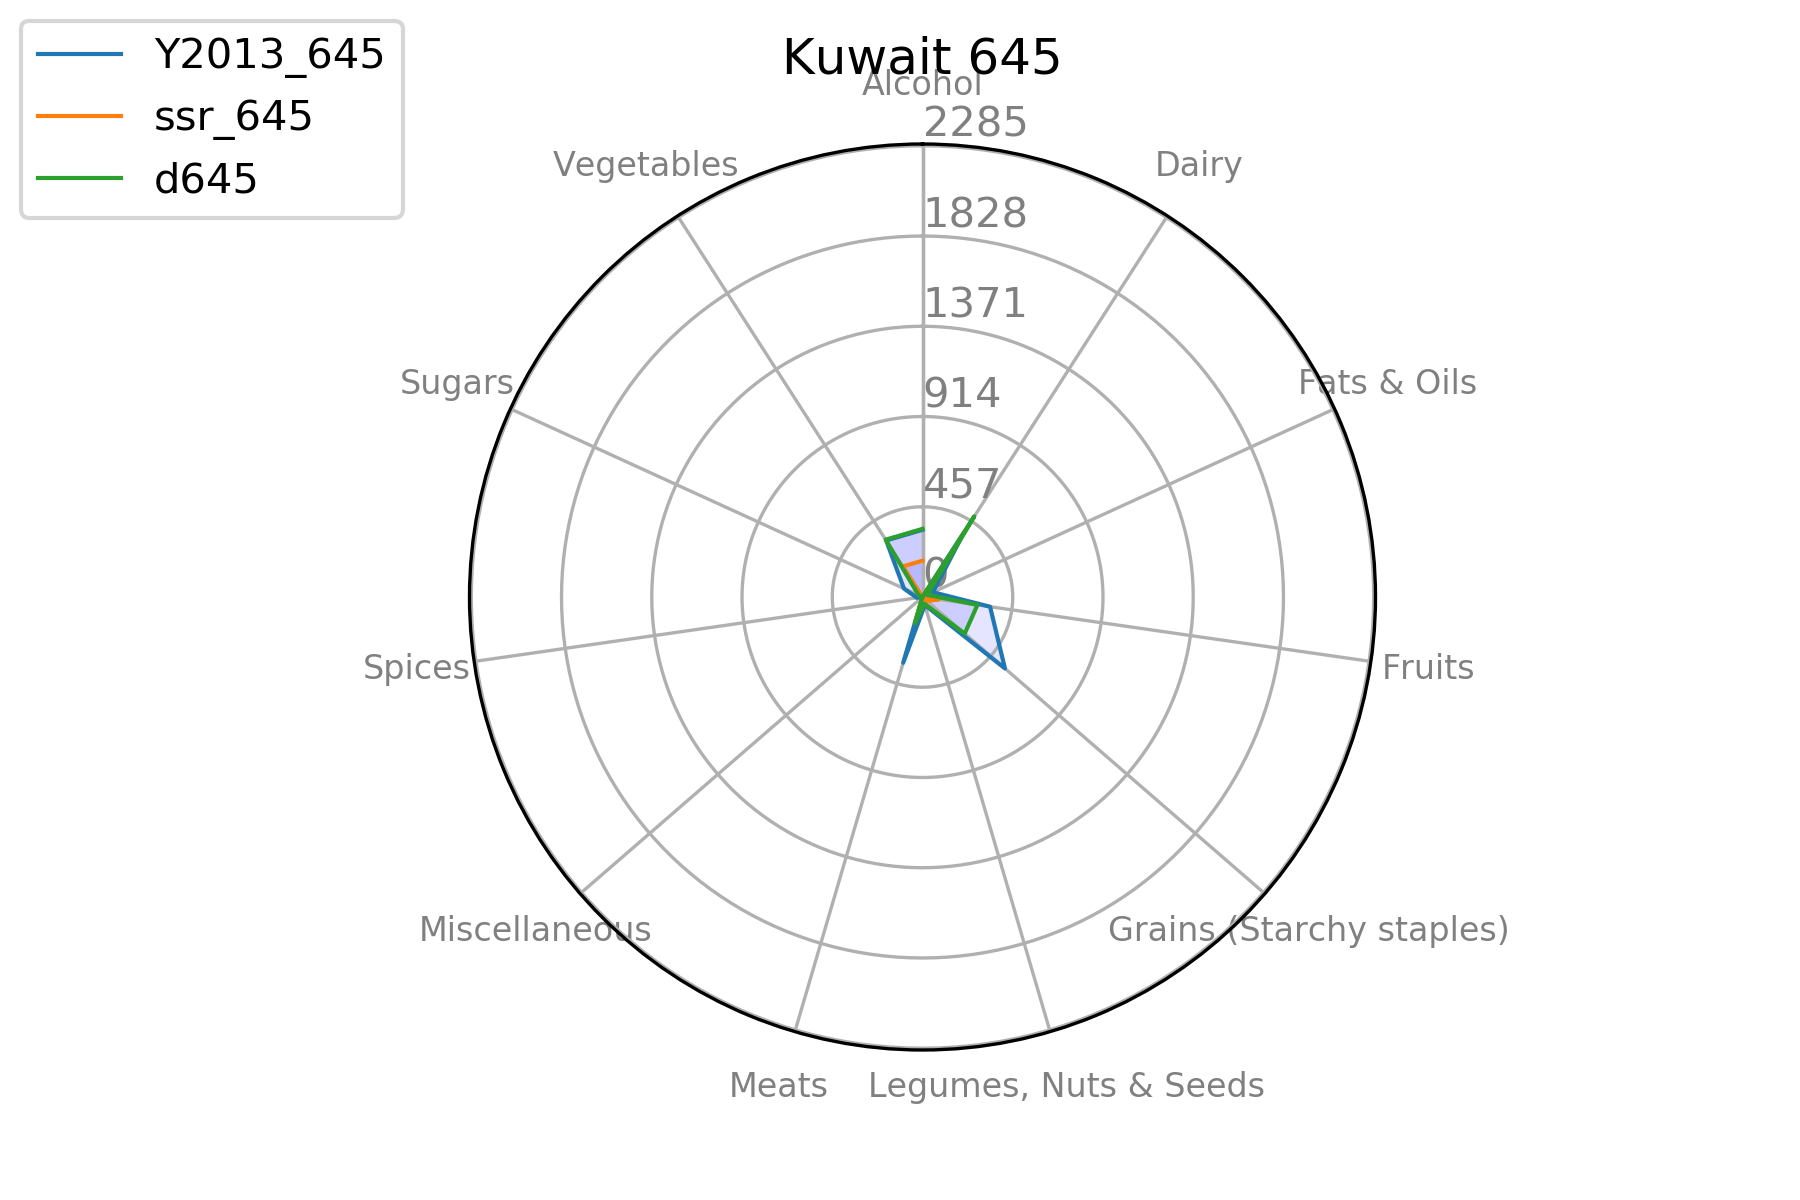 Y2013_645
ssr_645
d645
Kuwait 645
Alcohol
2285
Vegetables
Dairy
1828
1371
Sugars
Fats & Oils
914
457
0
Spices
Fruits
Miscellaneous
Grains (Starchy staples)
Meats
Legumes, Nuts & Seeds